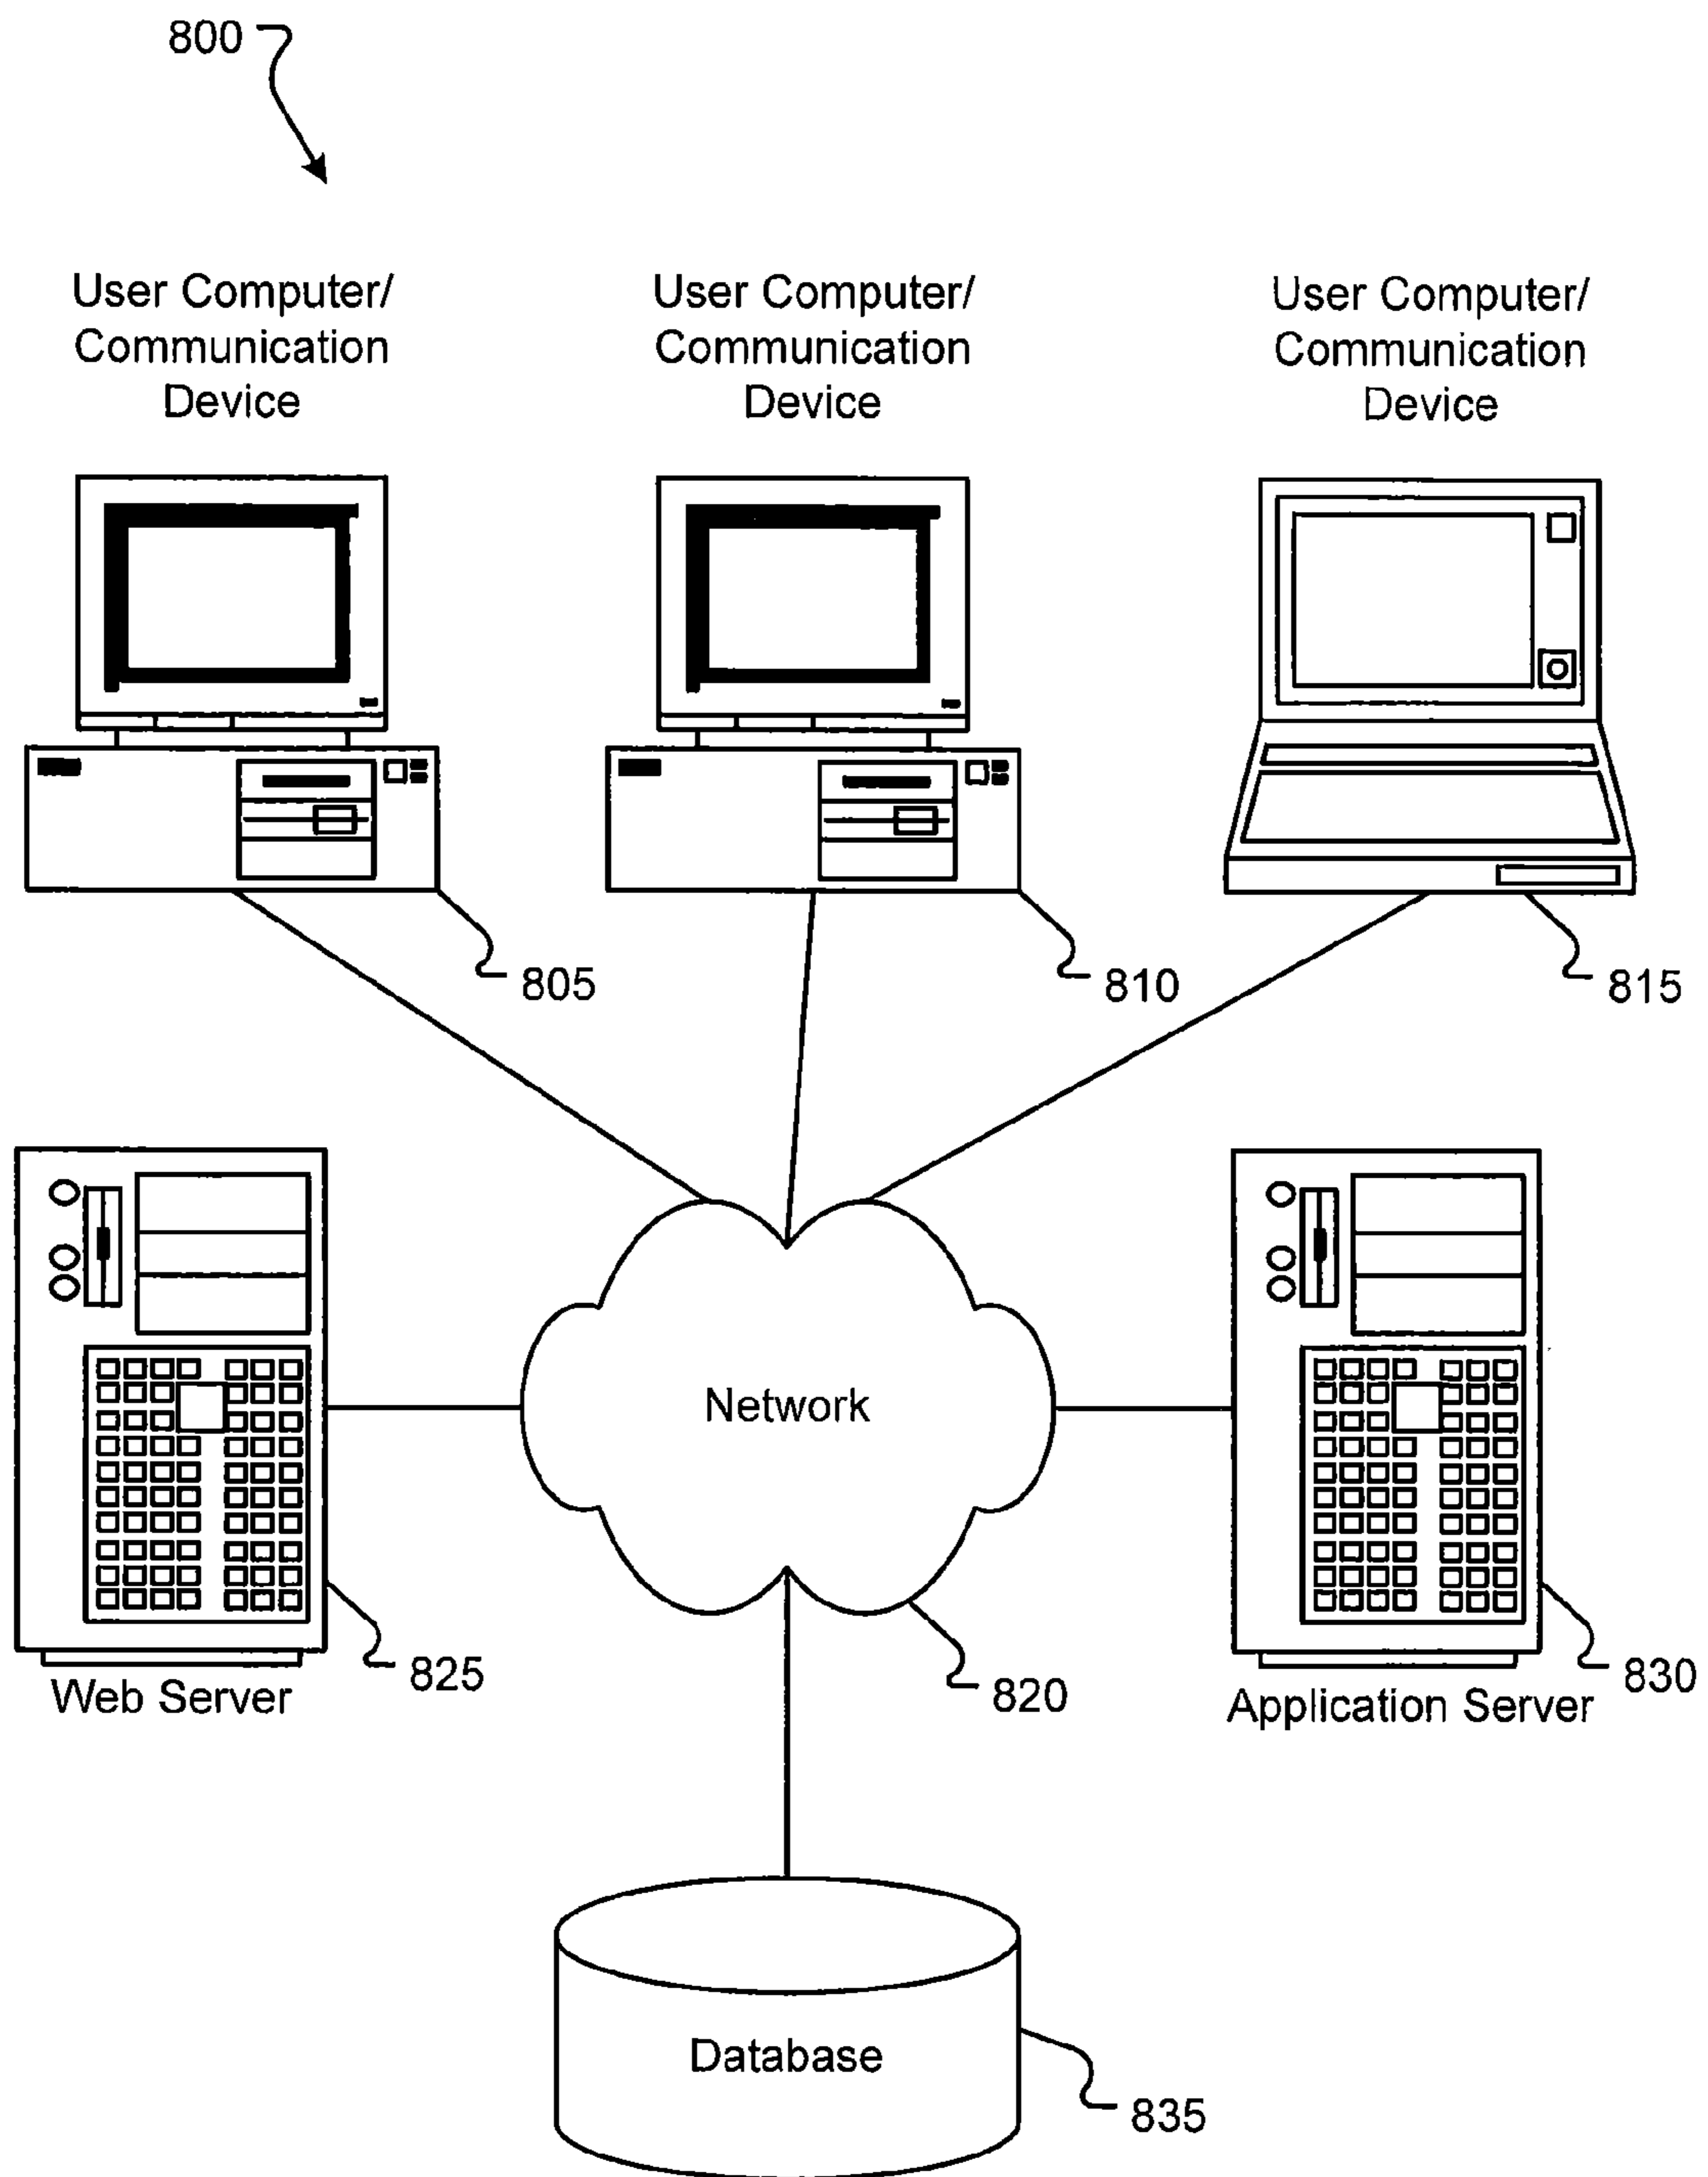 800
User Computer/
Communication
Device
User Computer/
Communication
Device
User Computer/
Communication
Device
805
810
815
Network
825
Web Server
820
830
Application Server
Database
835